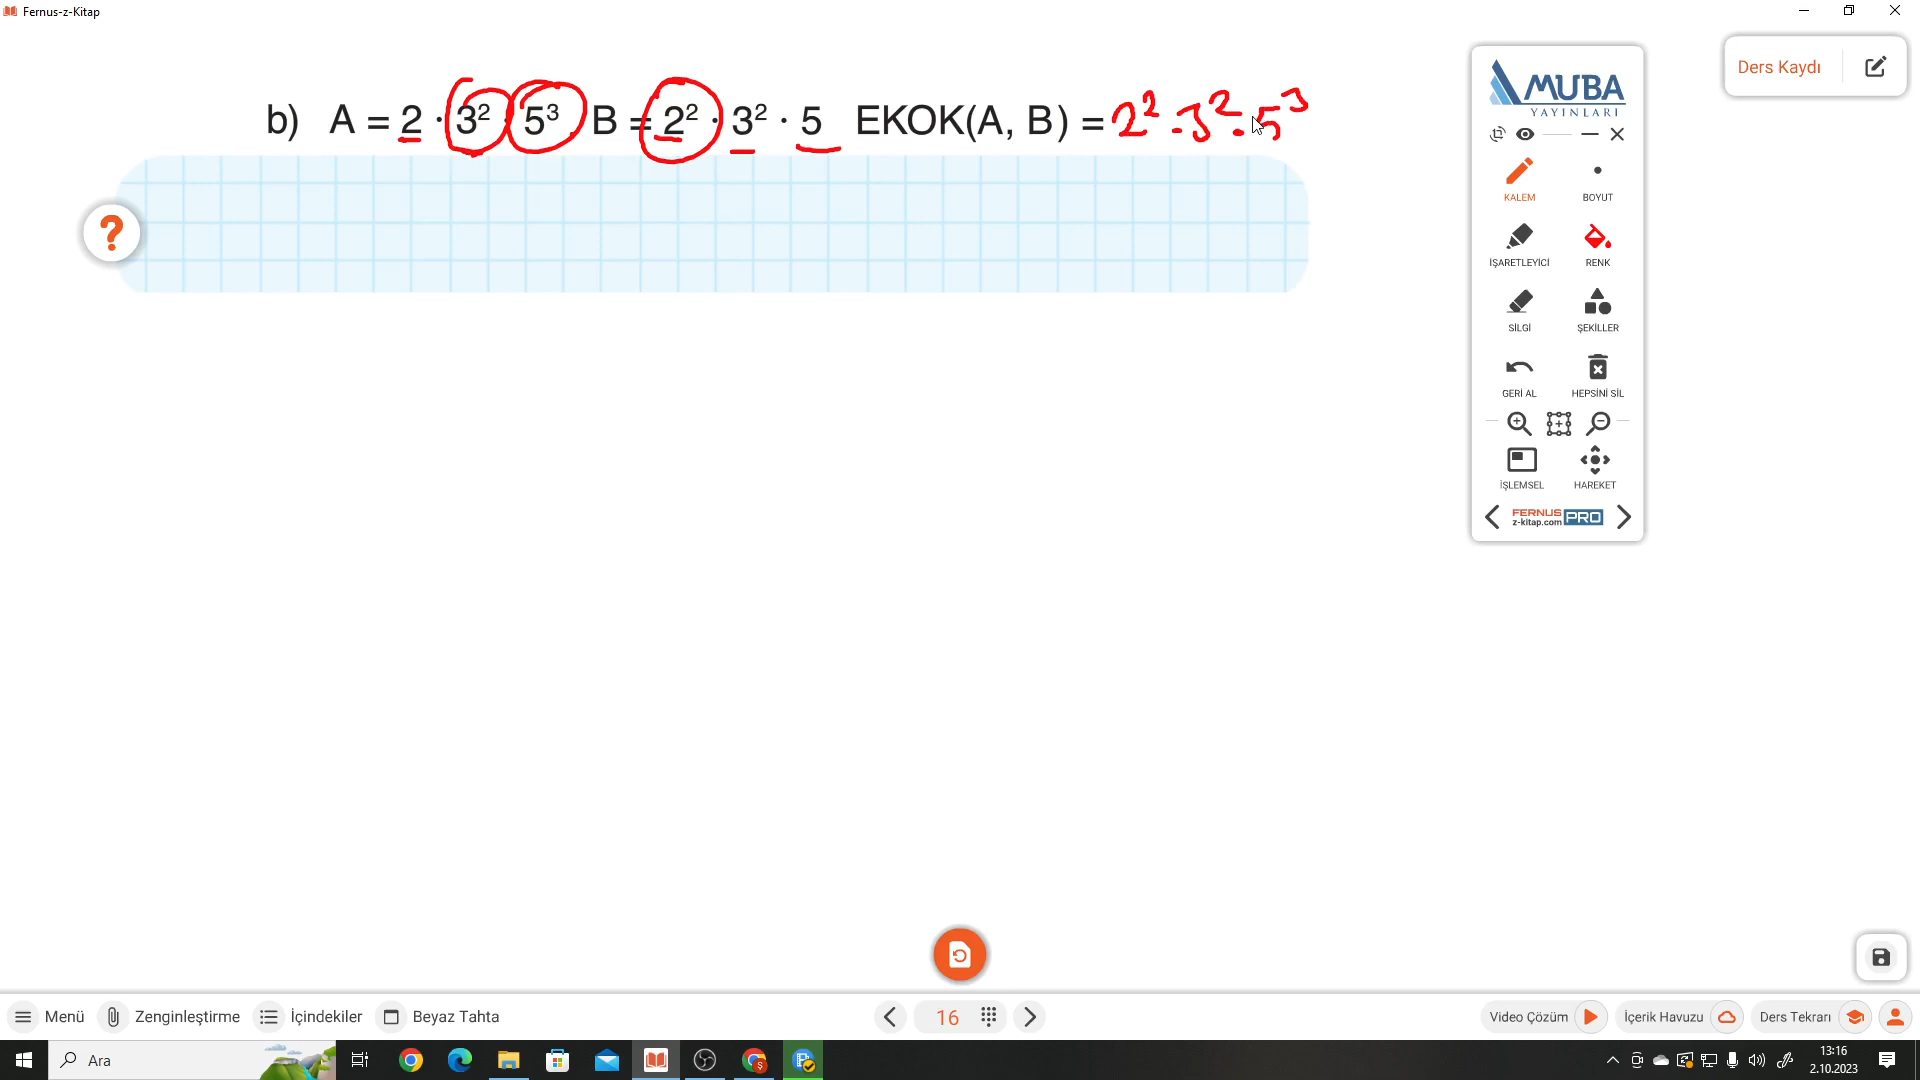 Fernus-z-Kitap
Ders Kaydı
b) A = 2 · 3² · 5³ B = 2² · 3² · 5 EKOK(A, B) = 2² · 3² · 5³
?
MUBA
YAYINLARI
KALEM BOYUT
İŞARETLEYİCİ RENK
SİLGİ ŞEKİLLER
GERİ AL HEPSİNİ SİL
İŞLEMSEL HAREKET
FERNUS PRO
z-kitap.com
Menü Zenginleştirme İçindekiler Beyaz Tahta 16 Video Çözüm İçerik Havuzu Ders Tekrarı
Ara
13:16
2.10.2023